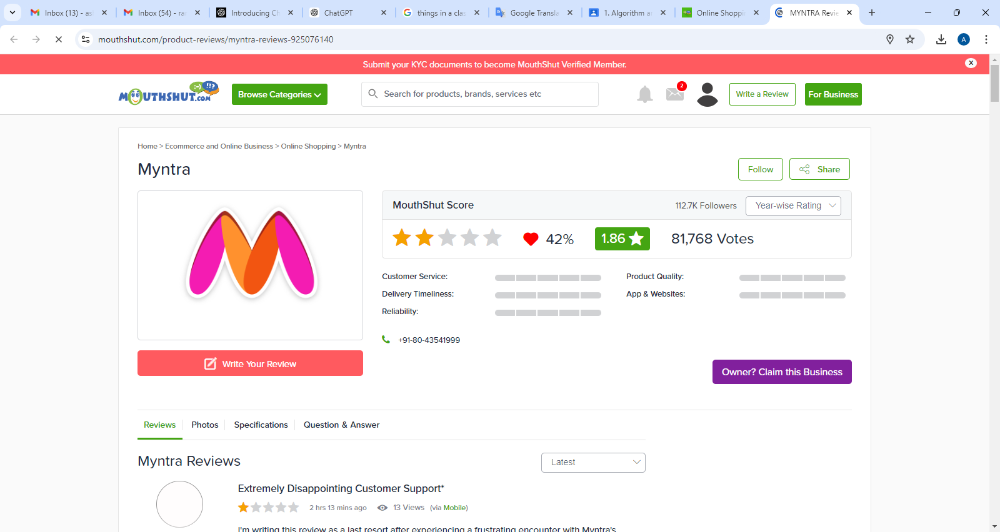 Inbox (13) - as
Inbox (54) - ra
Introducing Ch
ChatGPT
things in a clas
Google Transla
1. Algorithm a
Online Shoppi
MYNTRA Revie
mouthshut.com/product-reviews/myntra-reviews-925076140
A
Submit your KYC documents to become MouthShut Verified Member.
MOUTHSHUT.COM
:-) !!?
Browse Categories
Search for products, brands, services etc
2
Write a Review
For Business
Home > Ecommerce and Online Business > Online Shopping > Myntra
Myntra
Follow
Share
MouthShut Score
112.7K Followers
Year-wise Rating
42%
1.86
81,768 Votes
Customer Service:
Product Quality:
Delivery Timeliness:
App & Websites:
Reliability:
+91-80-43541999
Write Your Review
Owner? Claim this Business
Reviews
Photos
Specifications
Question & Answer
Myntra Reviews
Latest
Extremely Disappointing Customer Support*
2 hrs 13 mins ago
13 Views
(via Mobile)
I'm writing this review as a last resort after experiencing a frustrating encounter with Myntra's